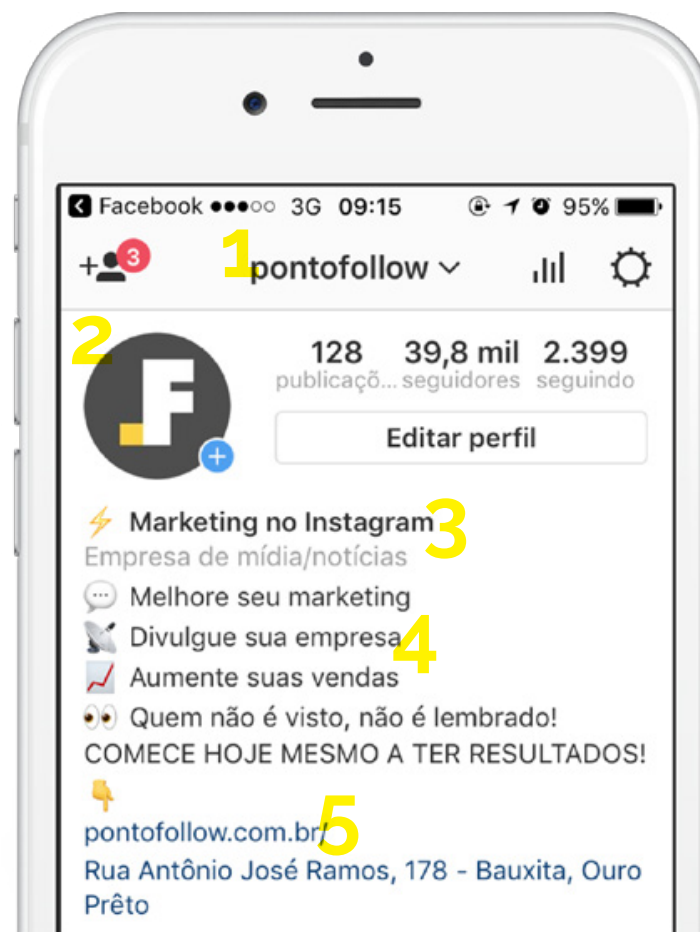 Facebook 3G 09:15 95%
3
1
pontofollow
2
F
128 39,8 mil 2.399
publicaçõ... seguidores seguindo
Editar perfil
Marketing no Instagram 3
Empresa de mídia/notícias
Melhore seu marketing
Divulgue sua empresa 4
Aumente suas vendas
Quem não é visto, não é lembrado!
COMECE HOJE MESMO A TER RESULTADOS!
pontofollow.com.br/ 5
Rua Antônio José Ramos, 178 - Bauxita, Ouro
Prêto